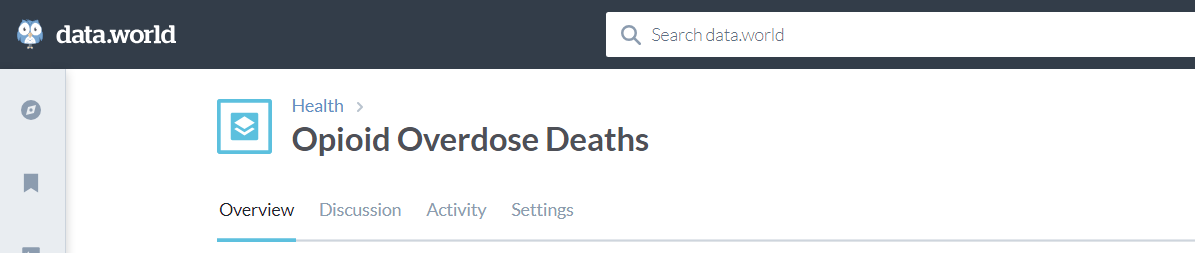 data.world
Search data.world
Health
Opioid Overdose Deaths
Overview Discussion Activity Settings